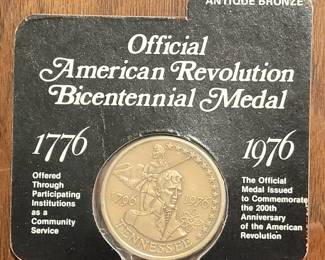 ANTIQUE BRONZE
Official
American Revolution
Bicentennial Medal
1776
Offered
Through
Participating
Institutions
as a
Community
Service
1976
The Official
Medal Issued
to Commemorate
the 200th
Anniversary
of the American
Revolution
1796 1976
TENNESSEE